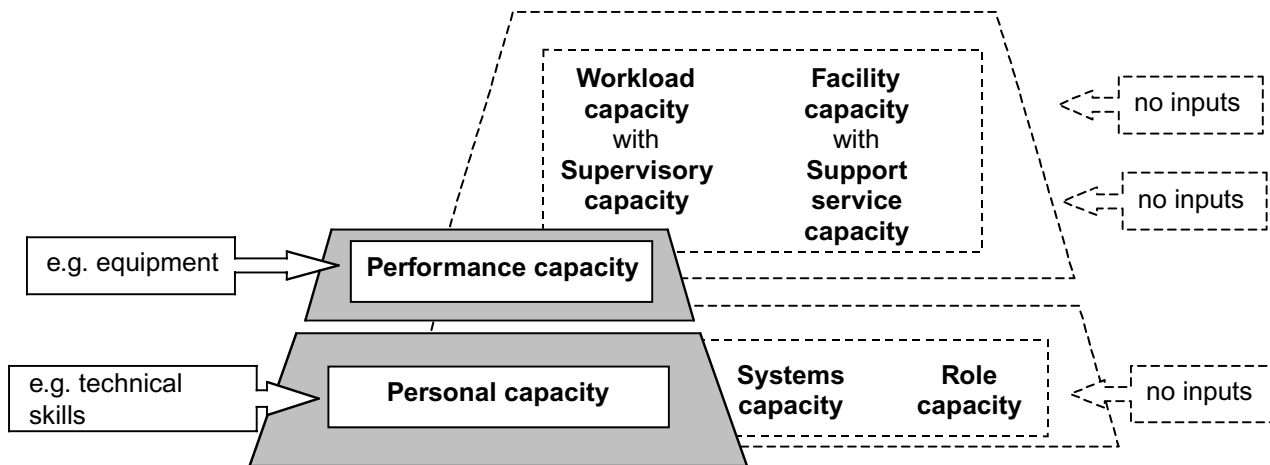 Workload
capacity
with
Supervisory
capacity
Facility
capacity
with
Support
service
capacity
no inputs
no inputs
e.g. equipment
Performance capacity
e.g. technical
skills
Personal capacity
Systems
capacity
Role
capacity
no inputs